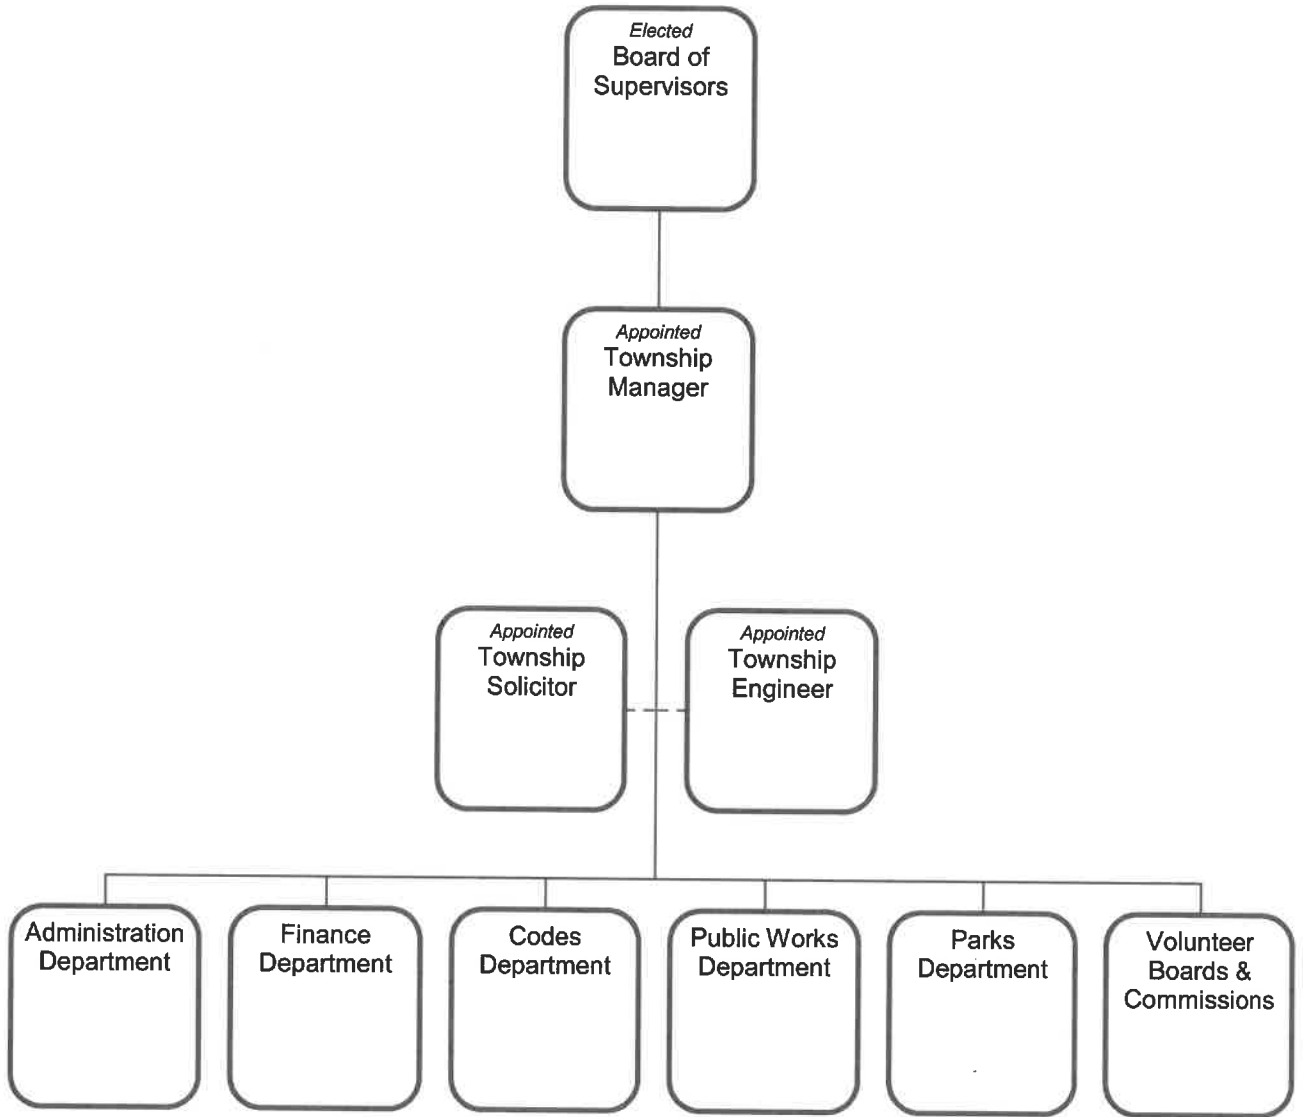 Elected
Board of
Supervisors
Appointed
Township
Manager
Appointed
Township
Solicitor
Appointed
Township
Engineer
Administration
Department
Finance
Department
Codes
Department
Public Works
Department
Parks
Department
Volunteer
Boards &
Commissions